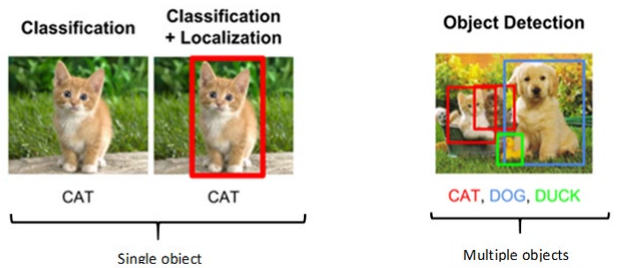 Classification
Classification
+ Localization
Object Detection
CAT
CAT
CAT, DOG, DUCK
Single object
Multiple objects